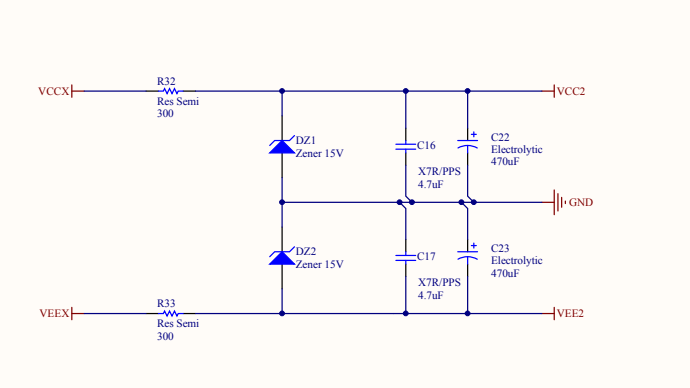 R32
VCCX
Res Semi
300
VCC2
DZ1
Zener 15V
C16
X7R/PPS
4.7uF
C22
Electrolytic
470uF
GND
DZ2
Zener 15V
C17
X7R/PPS
4.7uF
C23
Electrolytic
470uF
R33
VEEX
Res Semi
300
VEE2